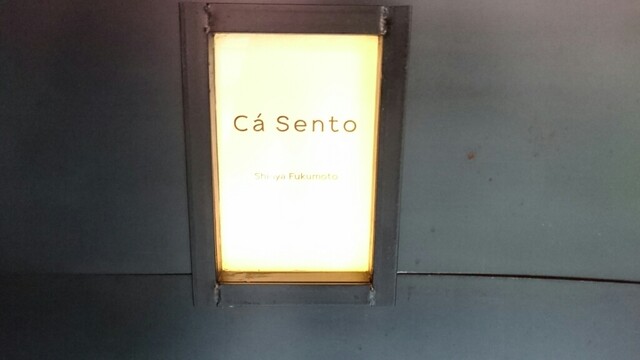 Cá Sento
Shinya Fukumoto